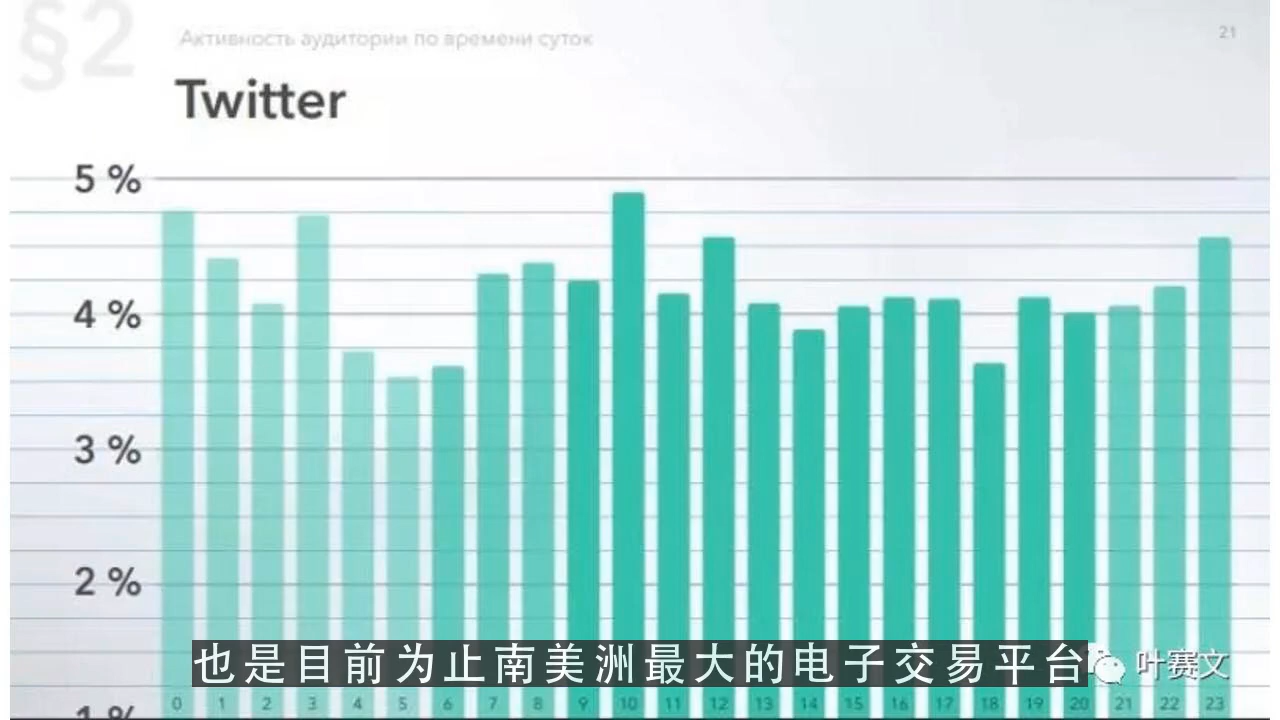 §2
Активность аудитории по времени суток
21
Twitter
5 %
4 %
3 %
2 %
1 %
0 1 2 3 4 5 6 7 8 9 10 11 12 13 14 15 16 17 18 19 20 21 22 23
也是目前为止南美洲最大的电子交易平台
叶赛文